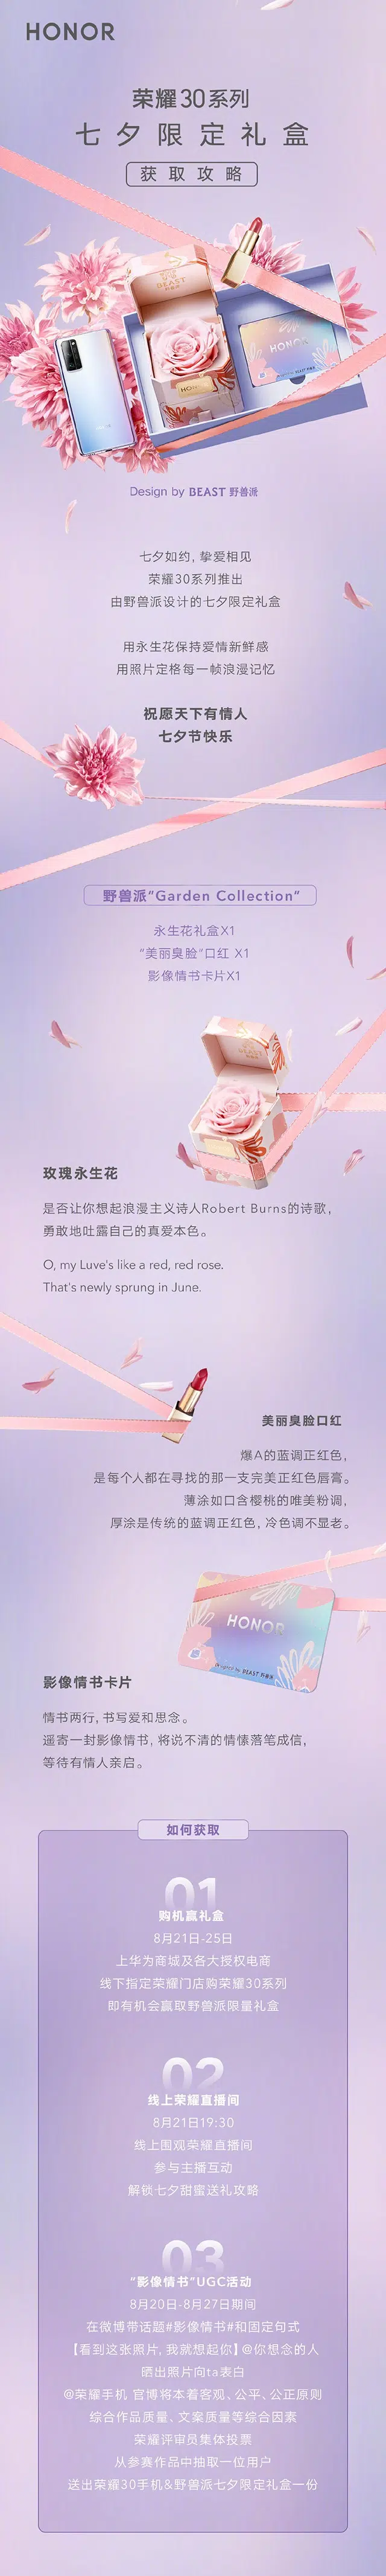 HONOR
荣耀30系列
七夕限定礼盒
获取攻略
BEAST
野兽派
HONOR
HONOR
Design by BEAST 野兽派
七夕如约, 挚爱相见
荣耀30系列推出
由野兽派设计的七夕限定礼盒
用永生花保持爱情新鲜感
用照片定格每一帧浪漫记忆
祝愿天下有情人
七夕节快乐
野兽派“Garden Collection”
永生花礼盒X1
“美丽臭脸”口红 X1
影像情书卡片X1
玫瑰永生花
是否让你想起浪漫主义诗人Robert Burns的诗歌，
勇敢地吐露自己的真爱本色。
O, my Luve's like a red, red rose.
That's newly sprung in June.
美丽臭脸口红
爆A的蓝调正红色，
是每个人都在寻找的那一支完美正红色唇膏。
薄涂如口含樱桃的唯美粉调，
厚涂是传统的蓝调正红色, 冷色调不显老。
HONOR
Designed by BEAST 野兽派
影像情书卡片
情书两行, 书写爱和思念。
遥寄一封影像情书, 将说不清的情愫落笔成信,
等待有情人亲启。
如何获取
01
购机赢礼盒
8月21日-25日
上华为商城及各大授权电商
线下指定荣耀门店购荣耀30系列
即有机会赢取野兽派限量礼盒
02
线上荣耀直播间
8月21日19:30
线上围观荣耀直播间
参与主播互动
解锁七夕甜蜜送礼攻略
03
“影像情书”UGC活动
8月20日-8月27日期间
在微博带话题#影像情书#和固定句式
【看到这张照片, 我就想起你】@你想念的人
晒出照片向ta表白
@荣耀手机 官博将本着客观、公平、公正原则
综合作品质量、文案质量等综合因素
荣耀评审员集体投票
从参赛作品中抽取一位用户
送出荣耀30手机&野兽派七夕限定礼盒一份